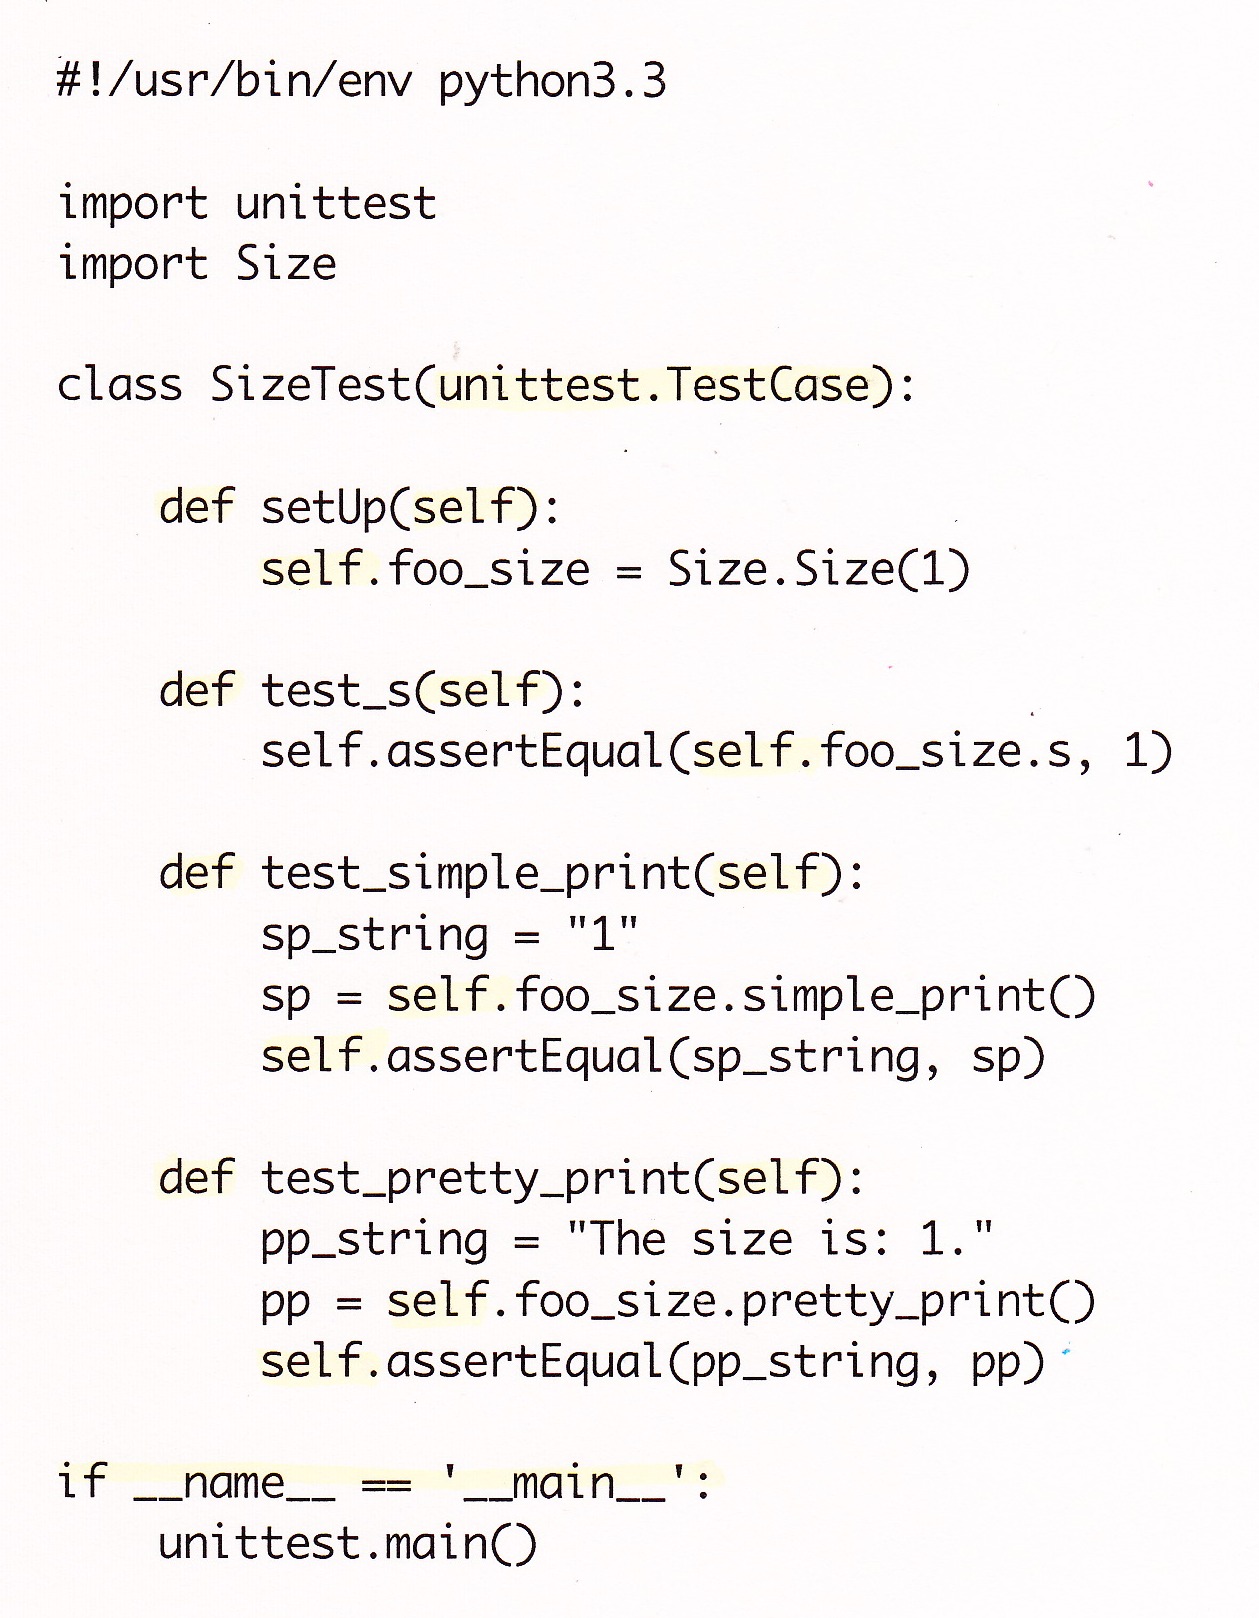 #!/usr/bin/env python3.3
import unittest
import Size
class SizeTest(unittest.TestCase):
    def setUp(self):
        self.foo_size = Size.Size(1)
    def test_s(self):
        self.assertEqual(self.foo_size.s, 1)
    def test_simple_print(self):
        sp_string = "1"
        sp = self.foo_size.simple_print()
        self.assertEqual(sp_string, sp)
    def test_pretty_print(self):
        pp_string = "The size is: 1."
        pp = self.foo_size.pretty_print()
        self.assertEqual(pp_string, pp)
if __name__ == '__main__':
    unittest.main()